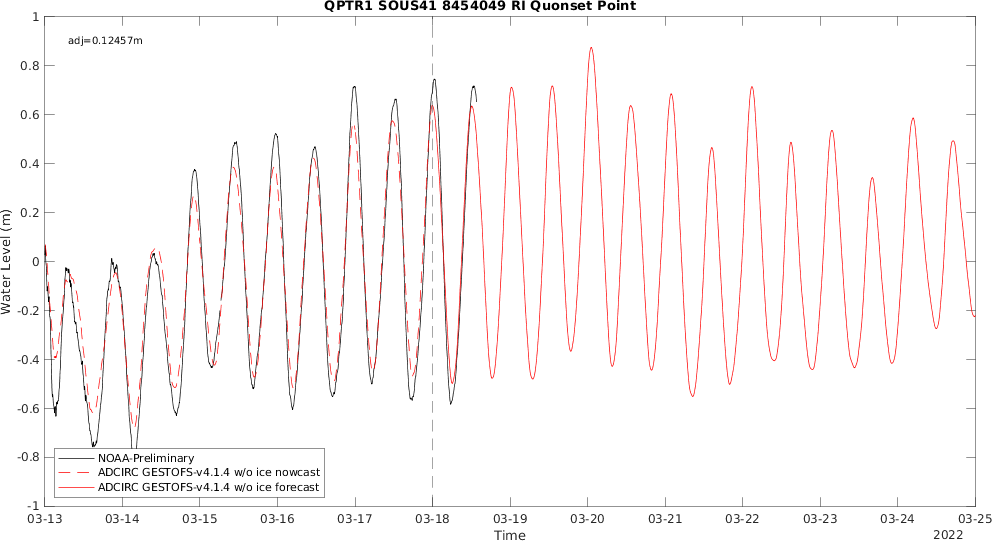 QPTR1 SOUS41 8454049 RI Quonset Point
adj=0.12457m
Water Level (m)
1
0.8
0.6
0.4
0.2
0
-0.2
-0.4
-0.6
-0.8
-1
NOAA-Preliminary
ADCIRC GESTOFS-v4.1.4 w/o ice nowcast
ADCIRC GESTOFS-v4.1.4 w/o ice forecast
03-13 03-14 03-15 03-16 03-17 03-18 03-19 03-20 03-21 03-22 03-23 03-24 03-25
Time
2022